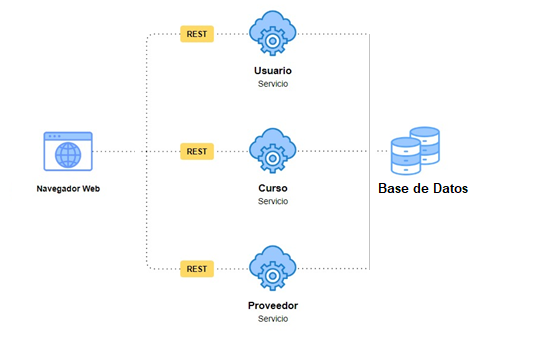 REST
Usuario
Servicio
Navegador Web
REST
Curso
Servicio
Base de Datos
REST
Proveedor
Servicio